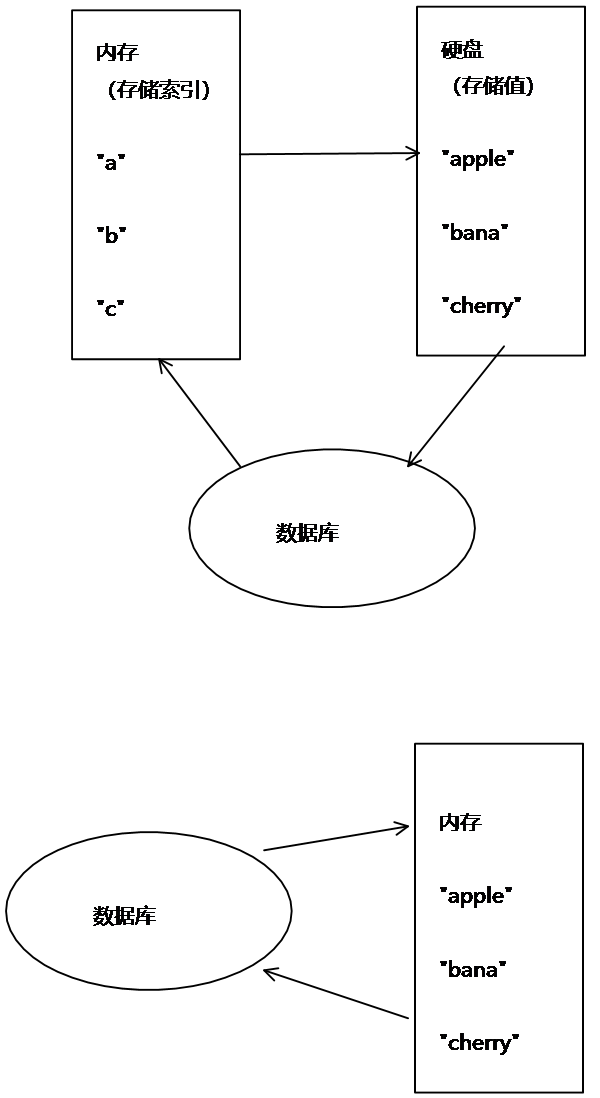 内存
（存储索引）
"a"
"b"
"c"
硬盘
（存储值）
"apple"
"bana"
"cherry"
数据库
数据库
内存
"apple"
"bana"
"cherry"